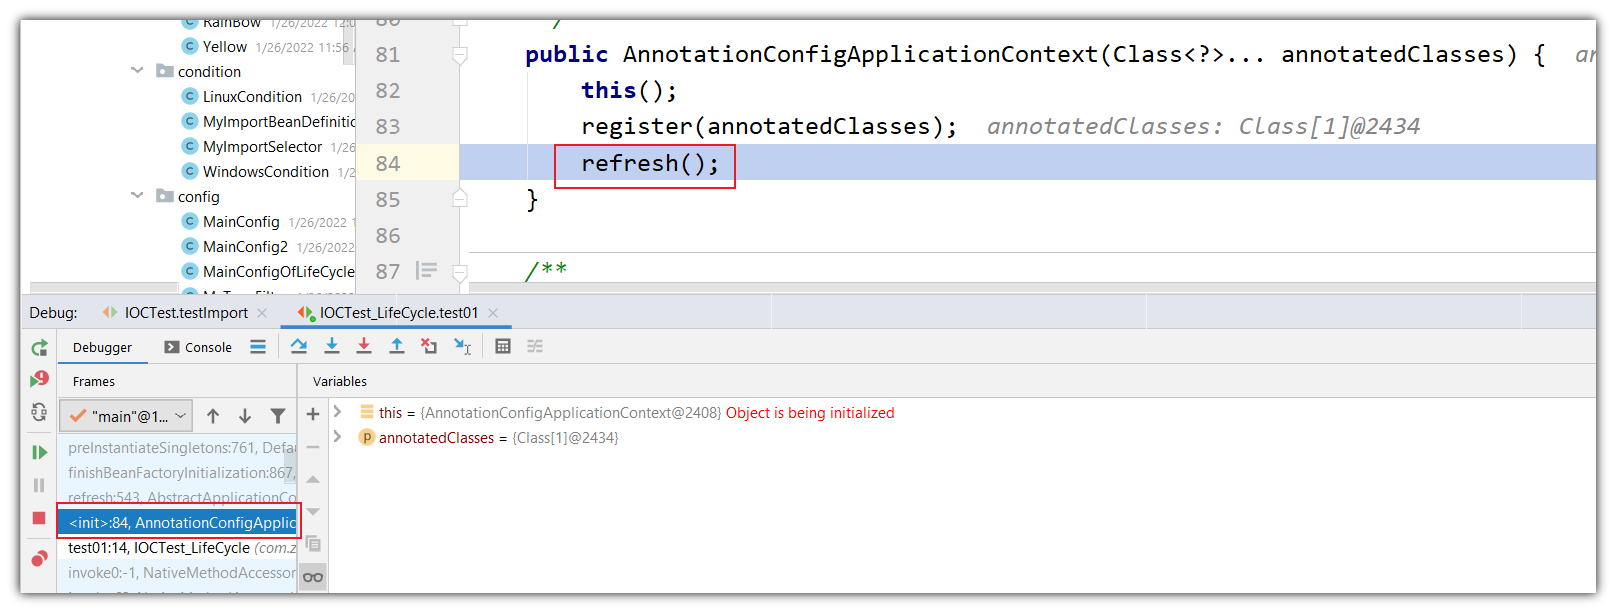 RainBow 1/26/2022 12:0
Yellow 1/26/2022 11:56
condition
LinuxCondition 1/26/20
MyImportBeanDefinitio
MyImportSelector 1/26
WindowsCondition 1/2
config
MainConfig 1/26/2022 1
MainConfig2 1/26/2022
MainConfigOfLifeCycle
80 */
81 public AnnotationConfigApplicationContext(Class<?>... annotatedClasses) { an
82 this();
83 register(annotatedClasses); annotatedClasses: Class[1]@2434
84 refresh();
85 }
86
87 /**
Debug: IOCTest.testImport × IOCTest_LifeCycle.test01 ×
Debugger Console
Frames
Variables
"main"@1...
preInstantiateSingletons:761, Defau
finishBeanFactoryInitialization:867,
refresh:543, AbstractApplicationCo
<init>:84, AnnotationConfigApplic
test01:14, IOCTest_LifeCycle (com.z
invoke0:-1, NativeMethodAccessor
this = {AnnotationConfigApplicationContext@2408} Object is being initialized
annotatedClasses = {Class[1]@2434}